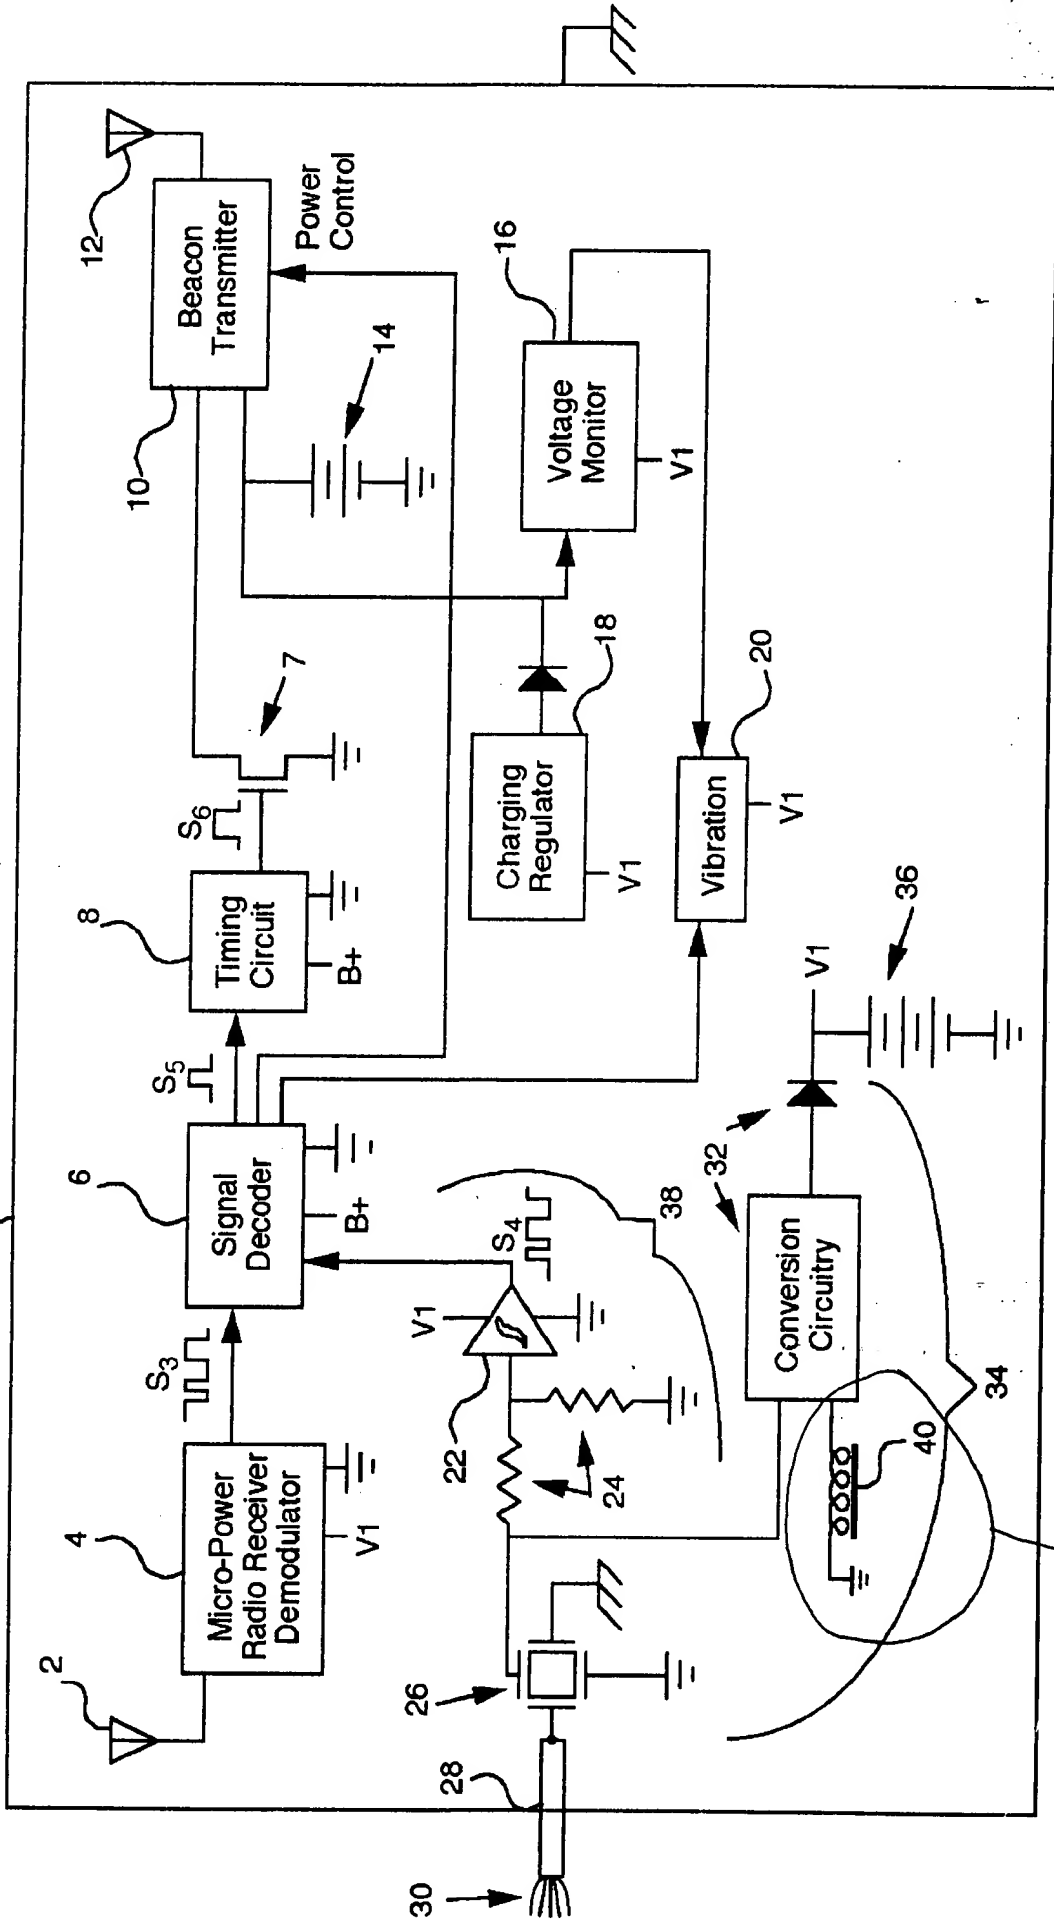 2
4
Micro-Power
Radio Receiver
Demodulator
V1
S3
6
Signal
Decoder
B+
S5
8
Timing
Circuit
B+
S6
7
10
Beacon
Transmitter
12
Power
Control
14
16
Voltage
Monitor
V1
18
Charging
Regulator
V1
20
Vibration
V1
22
V1
S4
24
38
26
28
30
32
Conversion
Circuitry
V1
36
34
40